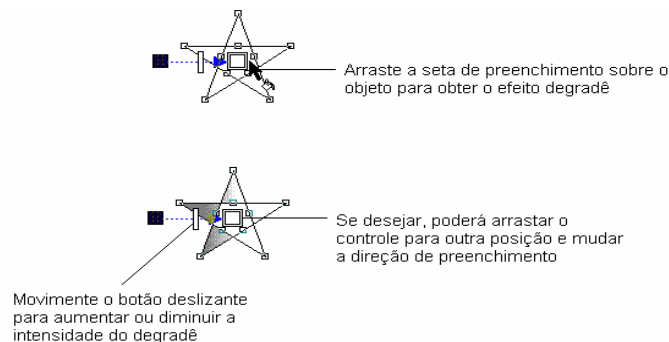 Arraste a seta de preenchimento sobre o
objeto para obter o efeito degradê
Se desejar, poderá arrastar o
controle para outra posição e mudar
a direção de preenchimento
Movimente o botão deslizante
para aumentar ou diminuir a
intensidade do degradê